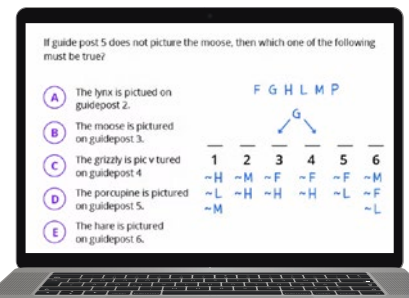 If guide post 5 does not picture the moose, then which one of the following
must be true?
A The lynx is pictued on
guidepost 2.
B The moose is pictured
on guidepost 3.
C The grizzly is pic v tured
on guidepost 4
D The porcupine is pictured
on guidepost 5.
E The hare is pictured
on guidepost 6.
F G H L M P
G
1 2 3 4 5 6
~H ~M ~F ~F ~F ~M
~L ~H ~H ~H ~L ~F
~M ~L